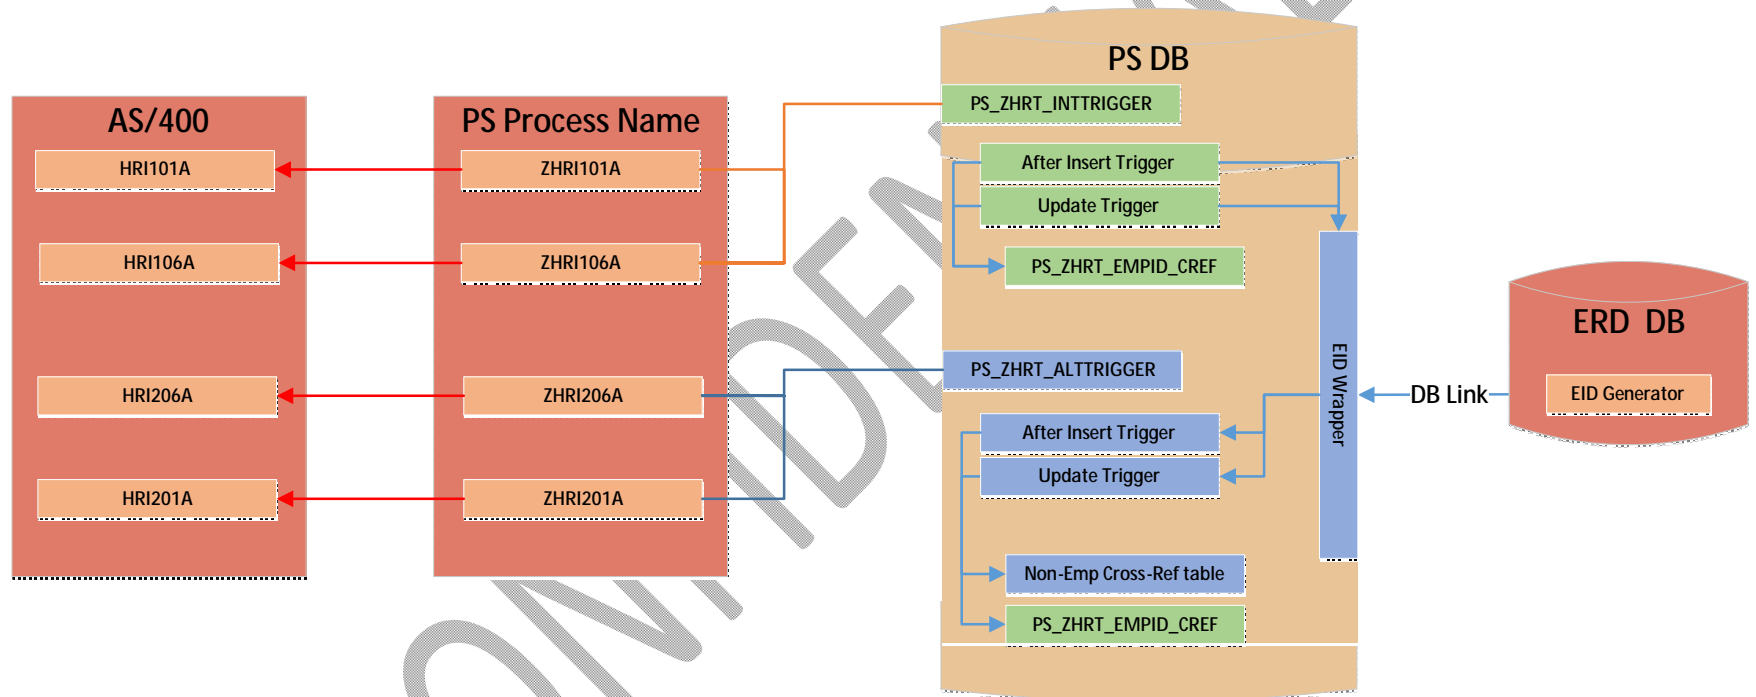 PS DB
AS/400
PS Process Name
PS_ZHRT_INTTRIGGER
HRI101A
ZHRI101A
After Insert Trigger
Update Trigger
HRI106A
ZHRI106A
PS_ZHRT_EMPID_CREF
ERD DB
EID Wrapper
PS_ZHRT_ALTTRIGGER
HRI206A
ZHRI206A
DB Link
EID Generator
After Insert Trigger
Update Trigger
HRI201A
ZHRI201A
Non-Emp Cross-Ref table
PS_ZHRT_EMPID_CREF